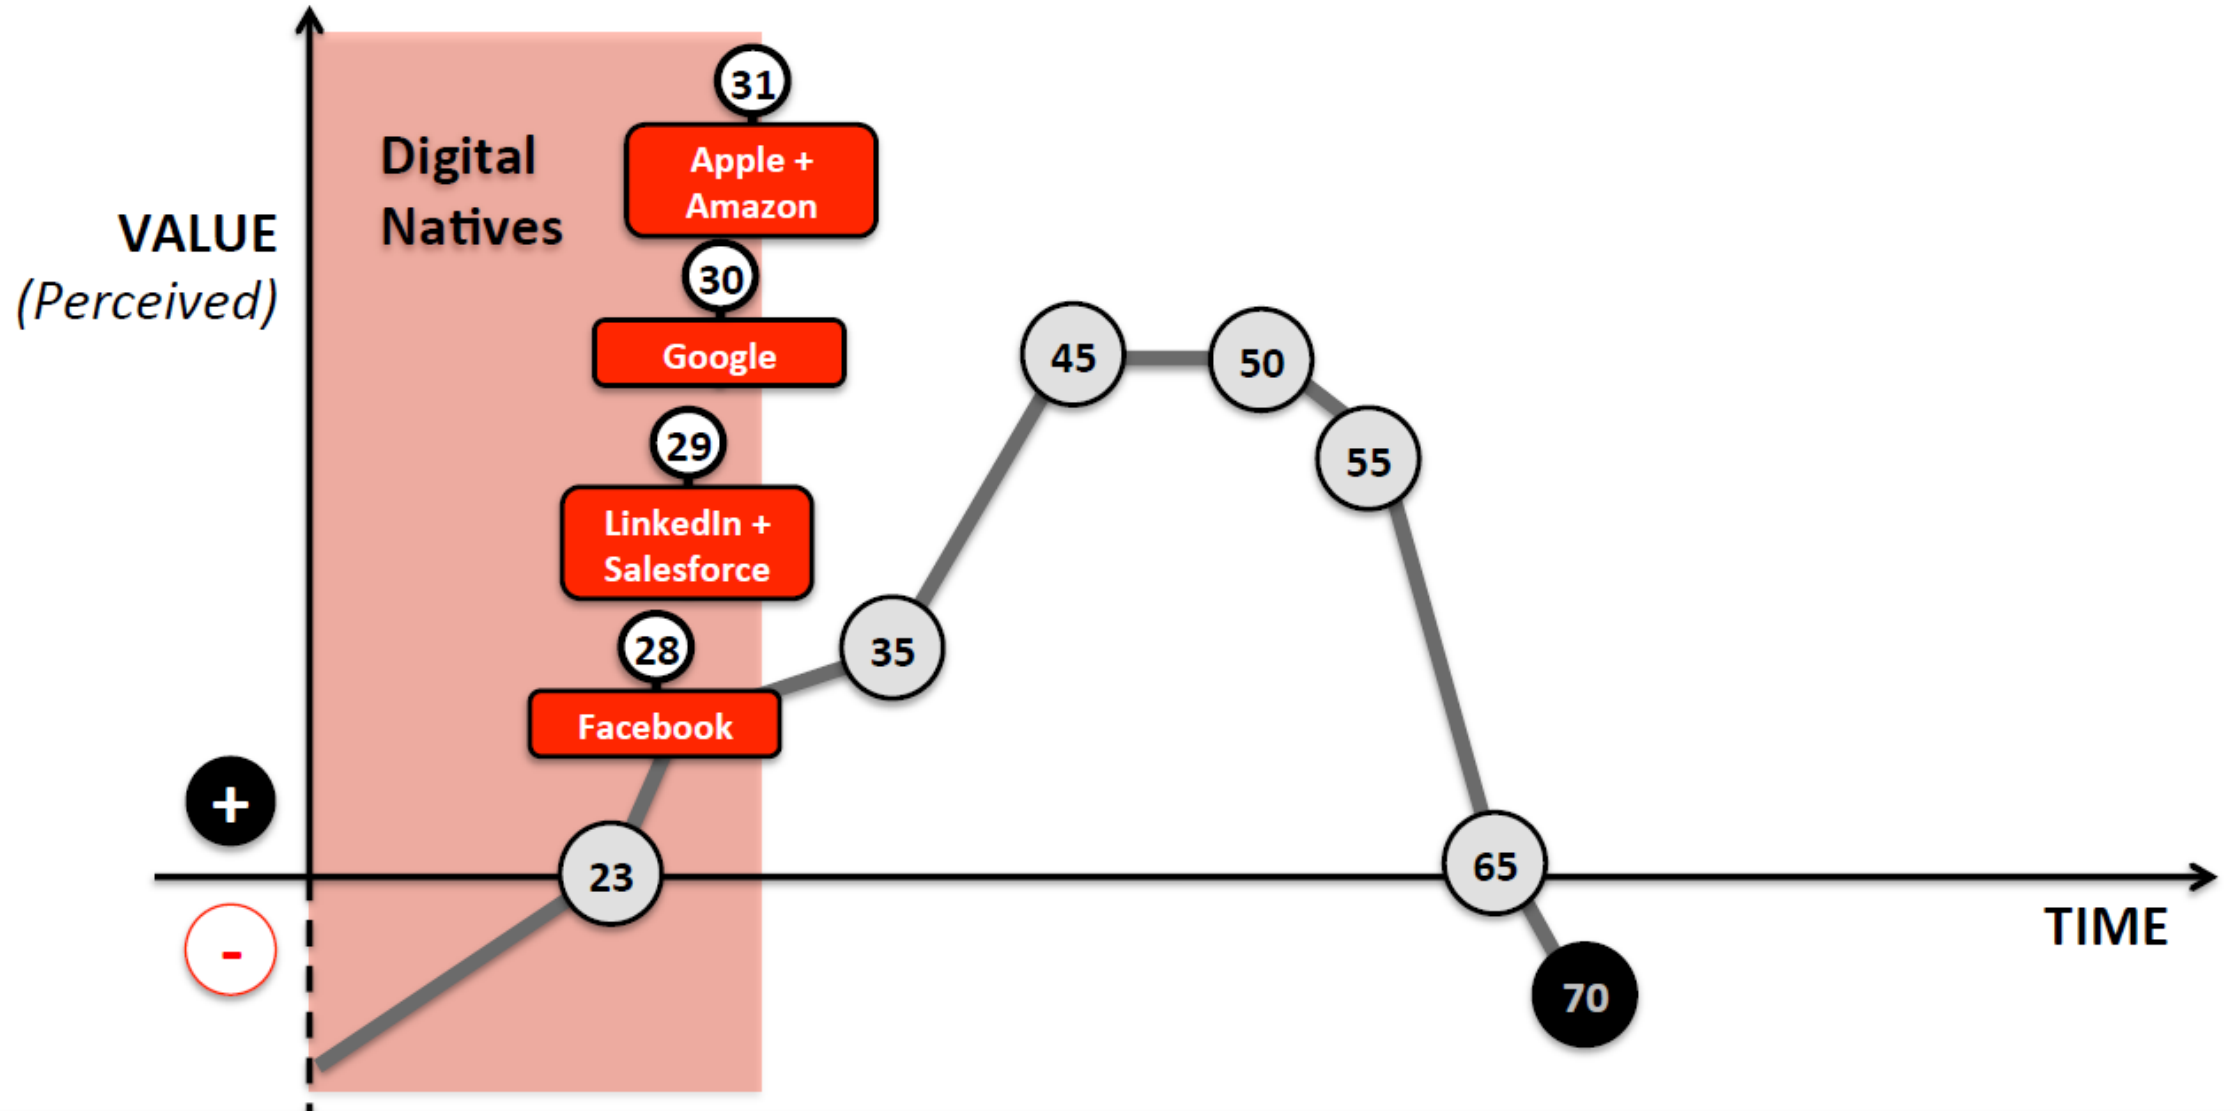 31
Apple +
Amazon
Digital
Natives
VALUE
(Perceived)
30
Google
45
50
55
29
LinkedIn +
Salesforce
28
35
Facebook
+
23
65
-
TIME
70